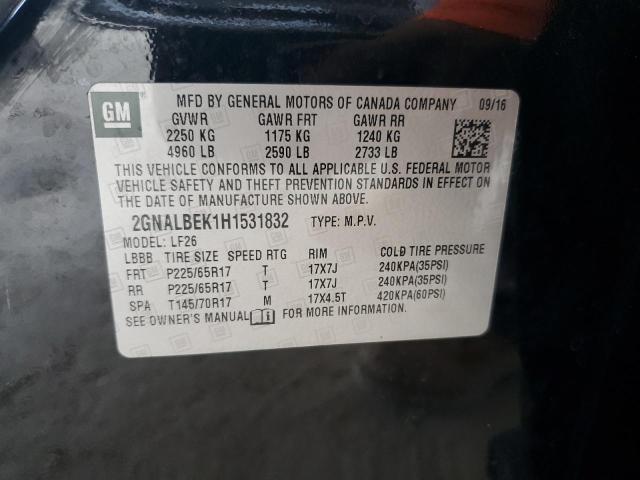 GM
MFD BY GENERAL MOTORS OF CANADA COMPANY 09/16
GVWR GAWR FRT GAWR RR
2250 KG 1175 KG 1240 KG
4960 LB 2590 LB 2733 LB
THIS VEHICLE CONFORMS TO ALL APPLICABLE U.S. FEDERAL MOTOR
VEHICLE SAFETY AND THEFT PREVENTION STANDARDS IN EFFECT ON
THE DATE OF MANUFACTURE SHOWN ABOVE.
2GNALBEK1H1531832 TYPE: M.P.V.
MODEL: LF26
LBBB TIRE SIZE SPEED RTG RIM COLD TIRE PRESSURE
FRT P225/65R17 T 17X7J 240KPA(35PSI)
RR P225/65R17 T 17X7J 240KPA(35PSI)
SPA T145/70R17 M 17X4.5T 420KPA(60PSI)
SEE OWNER'S MANUAL FOR MORE INFORMATION.